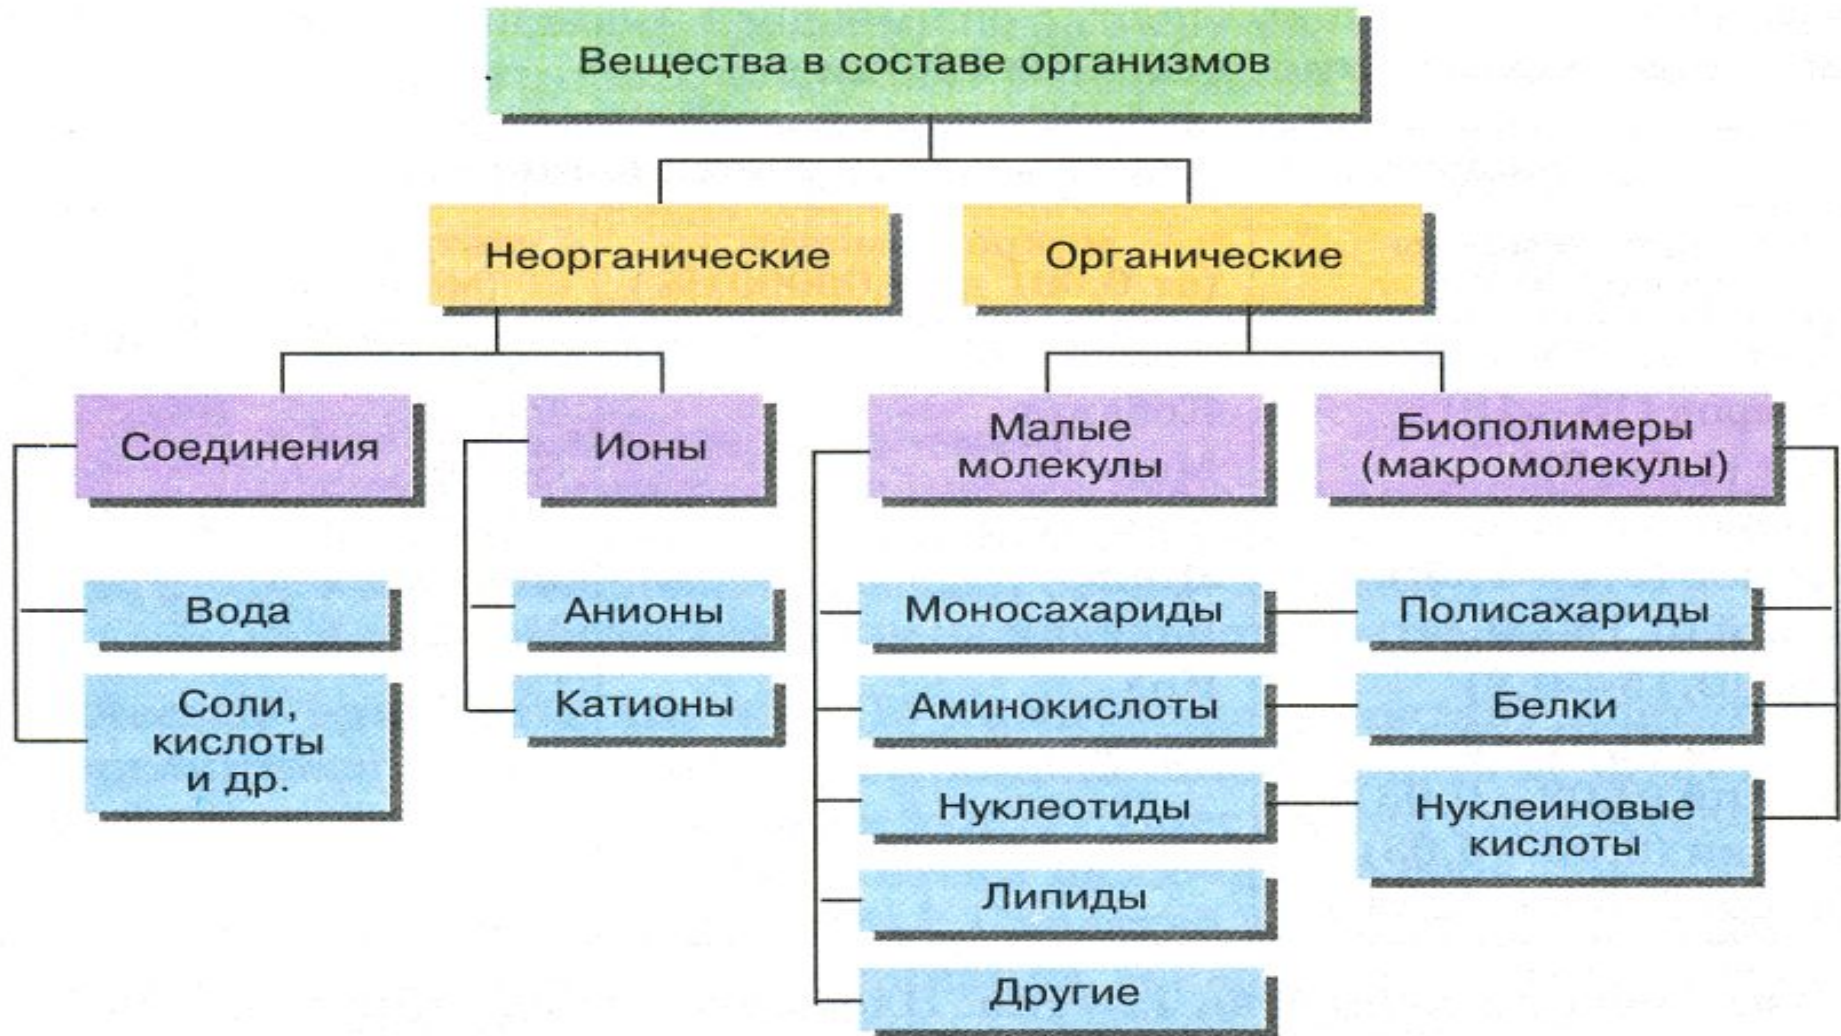 Вещества в составе организмов
Неорганические
Органические
Соединения
Ионы
Малые
молекулы
Биополимеры
(макромолекулы)
Вода
Анионы
Моносахариды
Полисахариды
Соли,
кислоты
и др.
Катионы
Аминокислоты
Белки
Нуклеотиды
Нуклеиновые
кислоты
Липиды
Другие